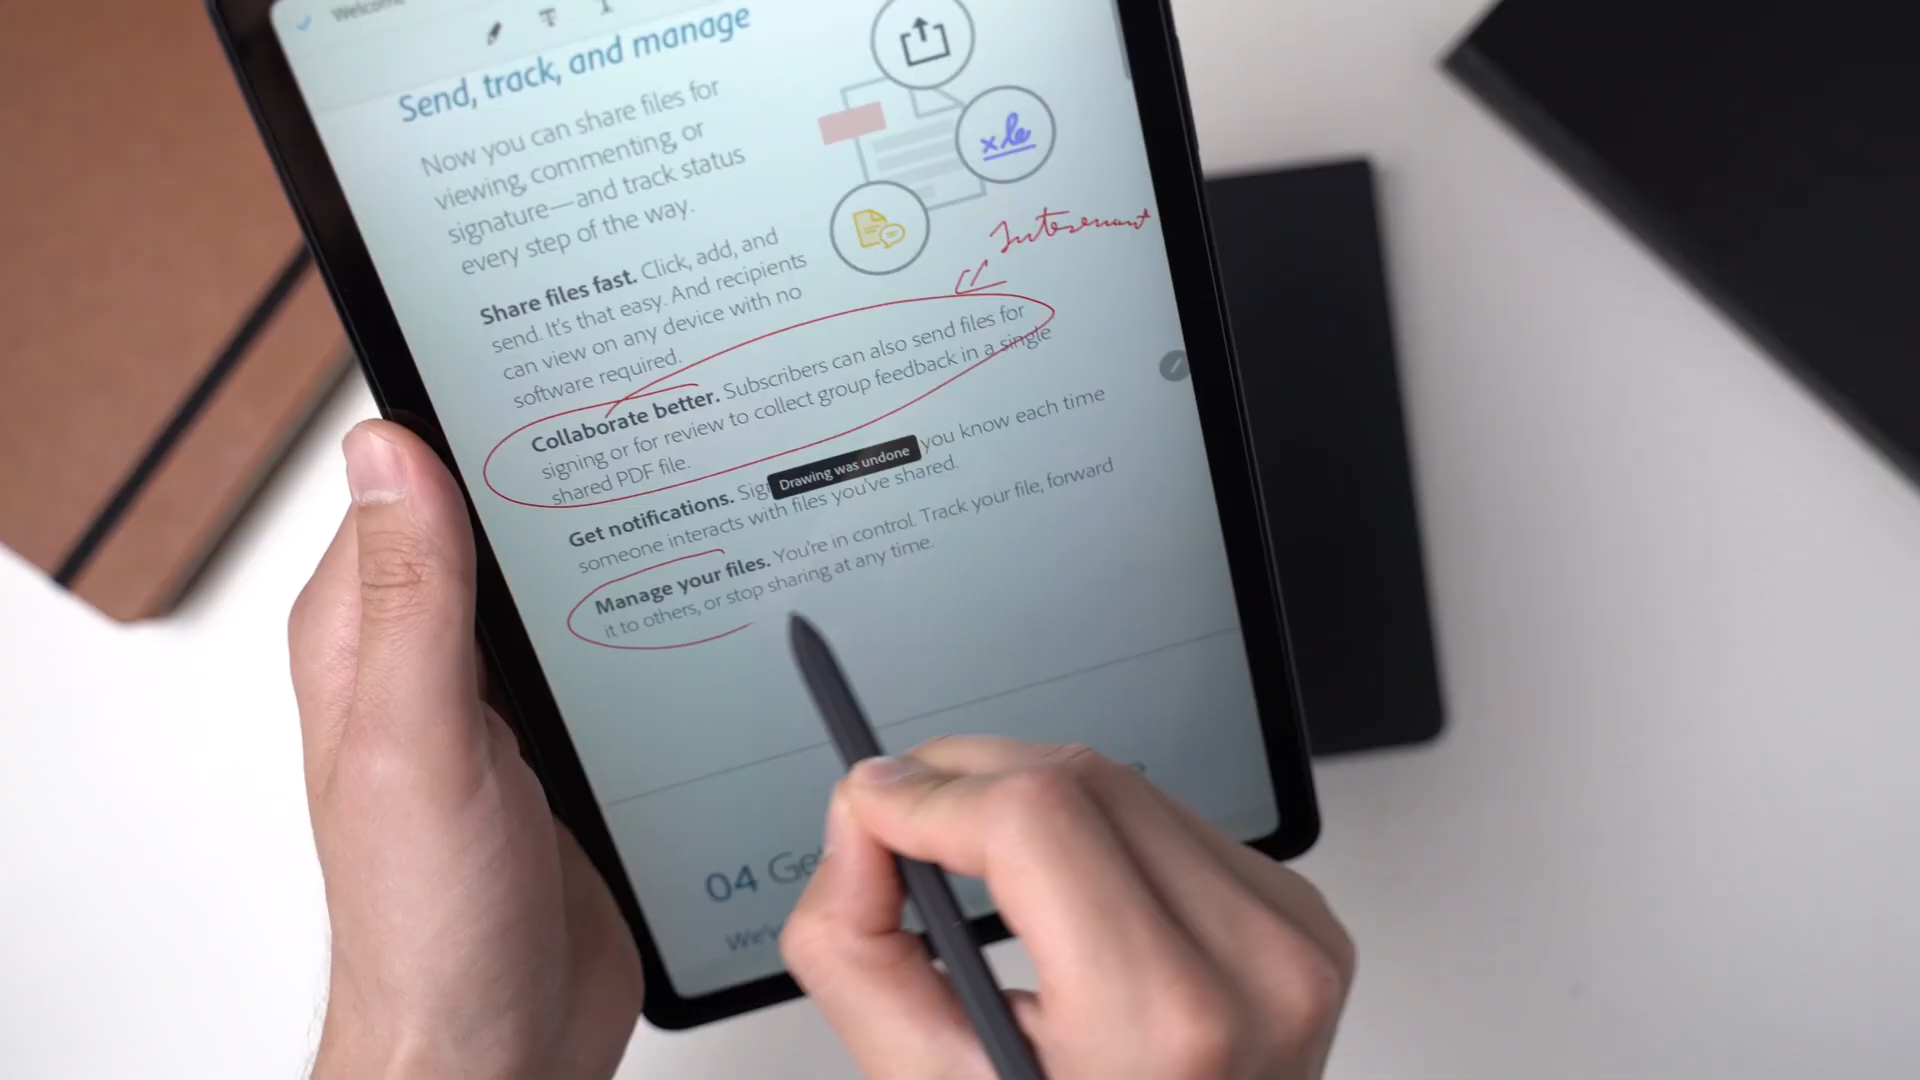 Welcome
Send, track, and manage
Now you can share files for
viewing, commenting, or
signature—and track status
every step of the way.
Share files fast. Click, add, and
send. It's that easy. And recipients
can view on any device with no
software required.
Collaborate better. Subscribers can also send files for
signing or for review to collect group feedback in a single
shared PDF file.
Get notifications. you know each time
someone interacts with files you've shared.
Drawing was undone
Manage your files. You're in control. Track your file, forward
it to others, or stop sharing at any time.
04